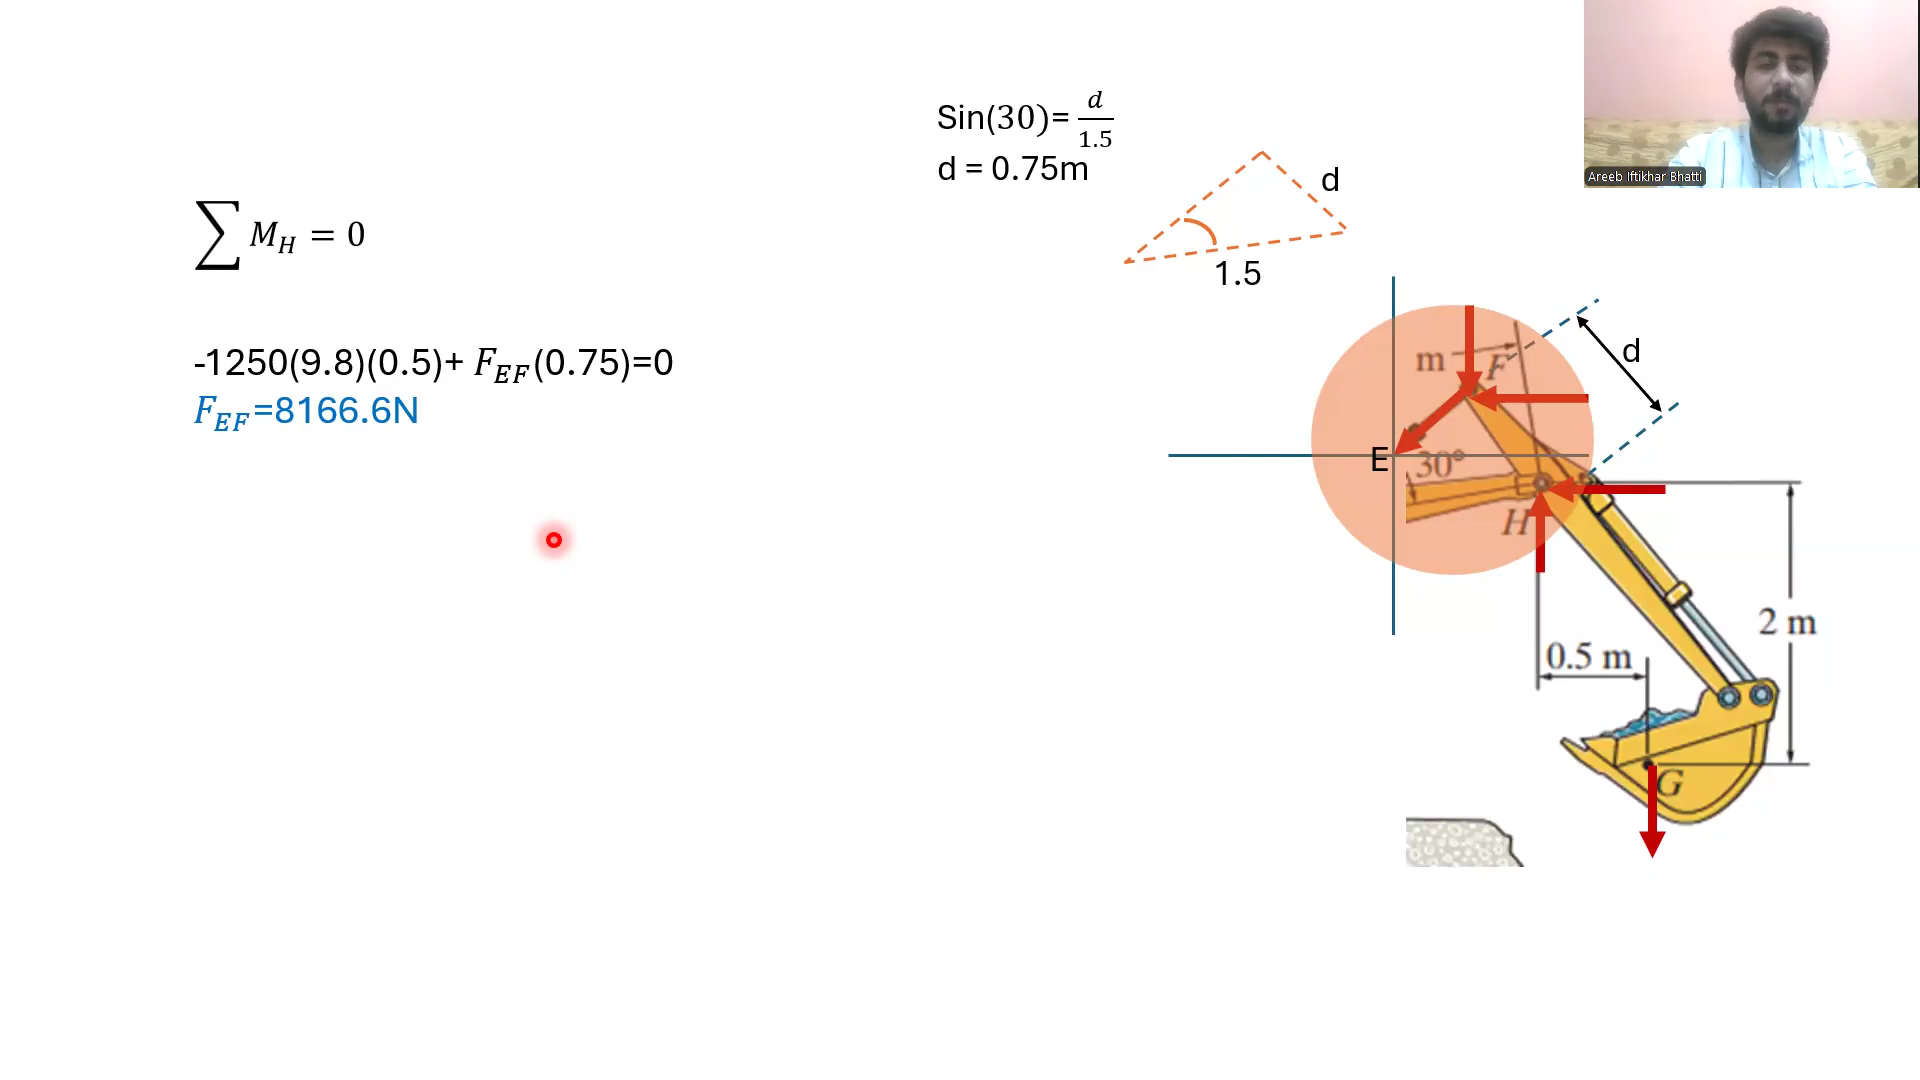 Sin(30)= d/1.5
d = 0.75m
Areeb Iftikhar Bhatti
d
1.5
∑ M_H = 0
-1250(9.8)(0.5)+ F_EF(0.75)=0
F_EF=8166.6N
m
F
d
E
30°
H
2 m
0.5 m
G